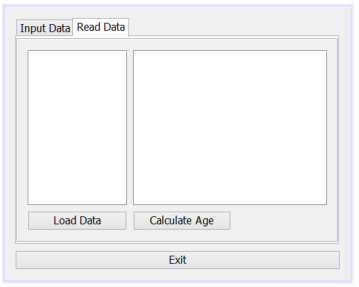 Input Data Read Data
Load Data Calculate Age
Exit